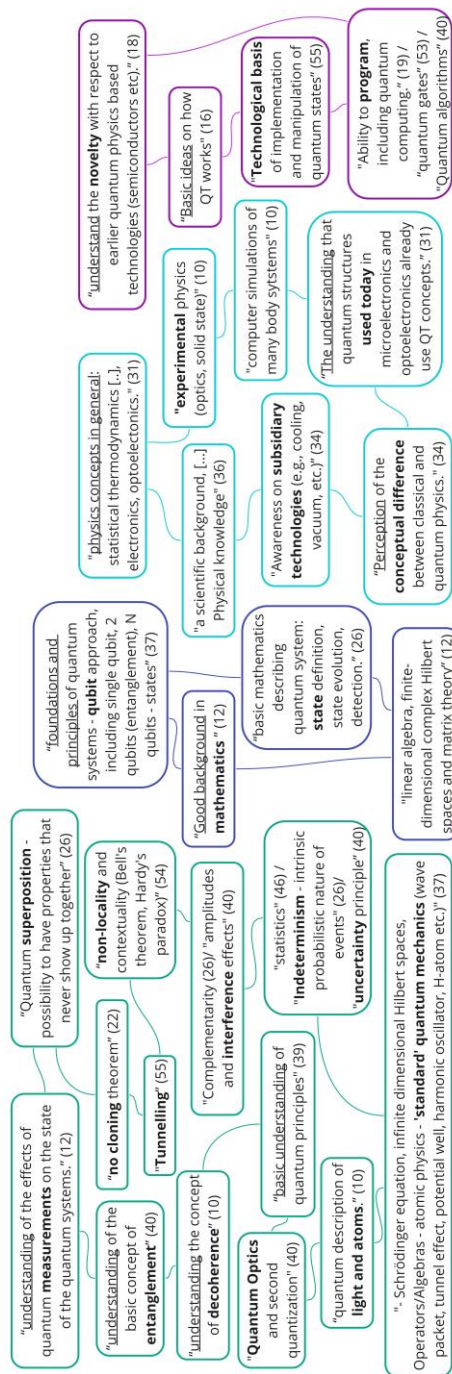 "understanding of the effects of
quantum measurements on the state
of the quantum systems." (12)
"Quantum superposition -
possibility to have properties that
never show up together" (26)
"understanding of the
basic concept of
entanglement" (40)
"no cloning theorem" (22)
"non-locality and
contextuality (Bell's
theorem, Hardy's
paradox)" (54)
"Tunnelling" (55)
"understanding the concept
of decoherence" (10)
"Complementarity (26)/ "amplitudes
and interference effects" (40)
"Quantum Optics
and second
quantization" (40)
"basic understanding of
quantum principles" (39)
"statistics" (46) /
"Indeterminism - intrinsic
probabilistic nature of
events" (26)/
"uncertainty principle" (40)
"quantum description of
light and atoms." (10)
"- Schrödinger equation, infinite dimensional Hilbert spaces,
Operators/Algebras - atomic physics - 'standard' quantum mechanics (wave
packet, tunnel effect, potential well, harmonic oscillator, H-atom etc.)" (37)
"foundations and
principles of quantum
systems - qubit approach,
including single qubit, 2
qubits (entanglement), N
qubits - states" (37)
"Good background in
mathematics " (12)
"basic mathematics
describing
quantum system:
state definition,
state evolution,
detection." (26)
"linear algebra, finite-
dimensional complex Hilbert
spaces and matrix theory" (12)
"physics concepts in general:
statistical thermodynamics [..],
electronics, optoelectonics." (31)
"experimental physics
(optics, solid state)" (10)
"a scientific background, [...]
Physical knowledge" (36)
"computer simulations of
many body sytstems" (10)
"Awareness on subsidiary
technologies (e.g., cooling,
vacuum, etc.)" (34)
"The understanding that
quantum structures
used today in
microelectronics and
optoelectronics already
use QT concepts." (31)
"Perception of the
conceptual difference
between classical and
quantum physics." (34)
"understand the novelty with respect to
earlier quantum physics based
technologies (semiconductors etc)." (18)
"Basic ideas on how
QT works" (16)
"Technological basis
of implementation
and manipulation of
quantum states" (55)
"Ability to program,
including quantum
computing." (19) /
"quantum gates" (53) /
"Quantum algorithms" (40)